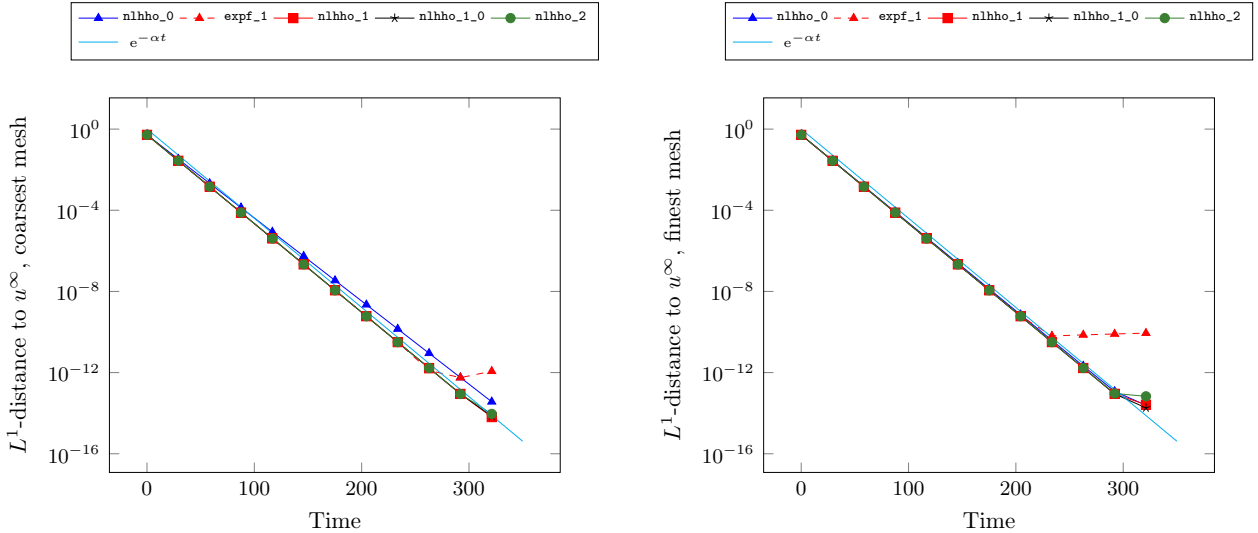 nlhho_0 expf_1 nlhho_1 nlhho_1_0 nlhho_2
e^{−αt}
10^0
10^{−4}
10^{−8}
10^{−12}
10^{−16}
L^1-distance to u^∞, coarsest mesh
0 100 200 300
Time
nlhho_0 expf_1 nlhho_1 nlhho_1_0 nlhho_2
e^{−αt}
10^0
10^{−4}
10^{−8}
10^{−12}
10^{−16}
L^1-distance to u^∞, finest mesh
0 100 200 300
Time